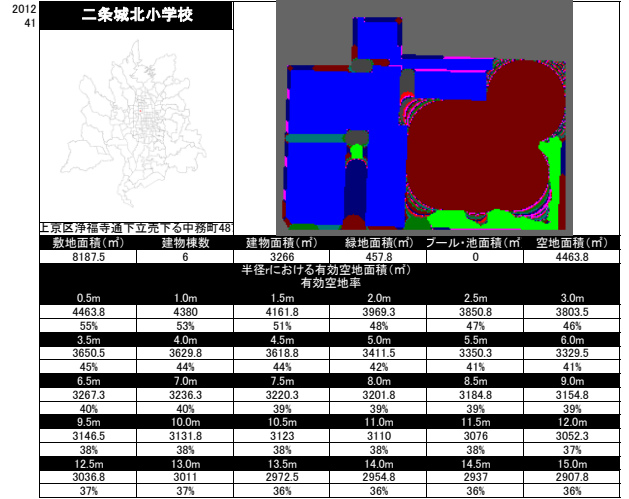 2012
41
二条城北小学校
上京区浄福寺通下立売下る中務町48
敷地面積(㎡) 建物棟数 建物面積(㎡) 緑地面積(㎡) プール・池面積(㎡ 空地面積(㎡)
8187.5 6 3266 457.8 0 4463.8
半径rにおける有効空地面積(㎡)
有効空地率
0.5m 1.0m 1.5m 2.0m 2.5m 3.0m
4463.8 4380 4161.8 3969.3 3850.8 3803.5
55% 53% 51% 48% 47% 46%
3.5m 4.0m 4.5m 5.0m 5.5m 6.0m
3650.5 3629.8 3618.8 3411.5 3350.3 3329.5
45% 44% 44% 42% 41% 41%
6.5m 7.0m 7.5m 8.0m 8.5m 9.0m
3267.3 3236.3 3220.3 3201.8 3184.8 3154.8
40% 40% 39% 39% 39% 39%
9.5m 10.0m 10.5m 11.0m 11.5m 12.0m
3146.5 3131.8 3123 3110 3076 3052.3
38% 38% 38% 38% 38% 37%
12.5m 13.0m 13.5m 14.0m 14.5m 15.0m
3036.8 3011 2972.5 2954.8 2937 2907.8
37% 37% 36% 36% 36% 36%